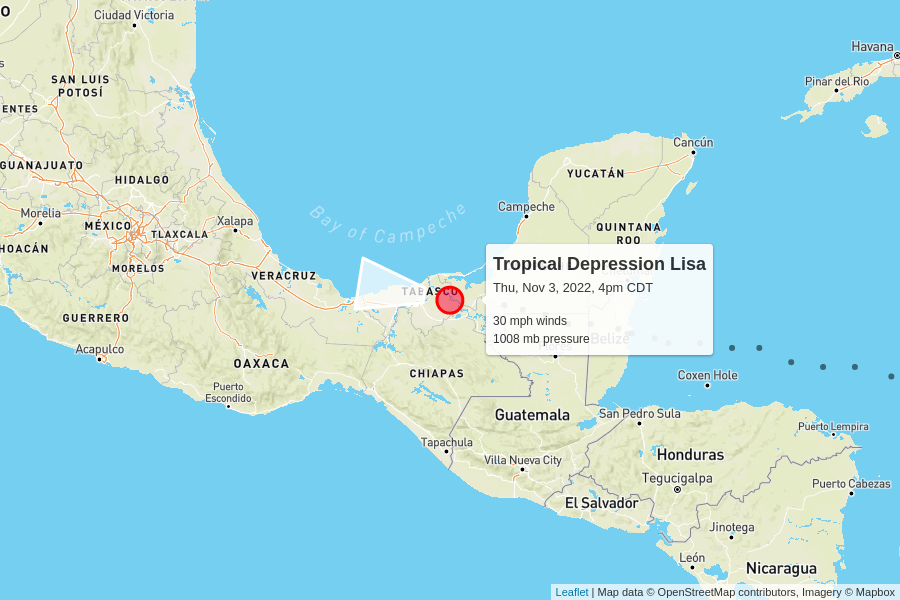 O
Ciudad Victoria
Havana
s
SAN LUIS
POTOSÍ
Pinar del Rio
ENTES
Cancún
GUANAJUATO
YUCATÁN
HIDALGO
Campeche
Morelia
Bay of Campeche
Xalapa
MÉXICO
TLAXCALA
QUINTANA
ROO
HOACÁN
MORELOS
VERACRUZ
TABASCO
Tropical Depression Lisa
Thu, Nov 3, 2022, 4pm CDT
30 mph winds
1008 mb pressure
Belize
GUERRERO
Acapulco
OAXACA
CHIAPAS
Coxen Hole
Puerto
Escondido
Guatemala
San Pedro Sula
Puerto Lempira
Tapachula
Villa Nueva City
Honduras
Tegucigalpa
Puerto Cabezas
El Salvador
Jinotega
León
Nicaragua
Leaflet | Map data © OpenStreetMap contributors, Imagery © Mapbox